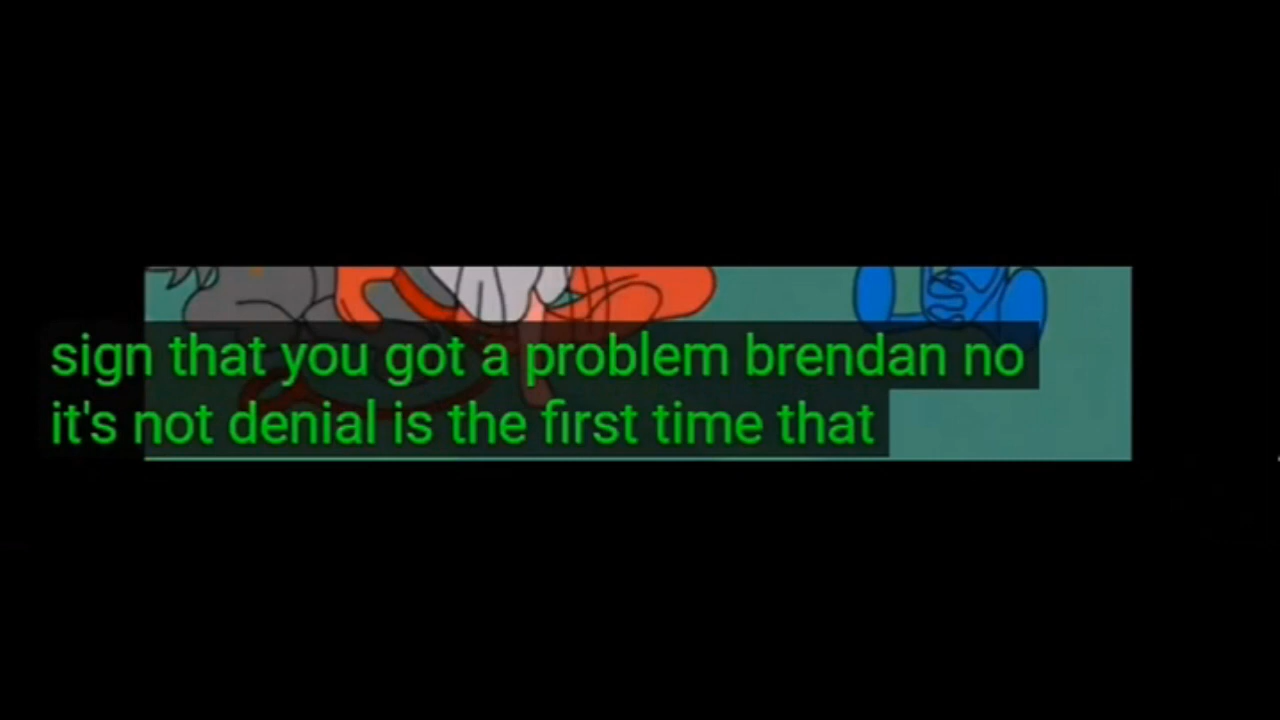 sign that you got a problem brendan no
it's not denial is the first time that